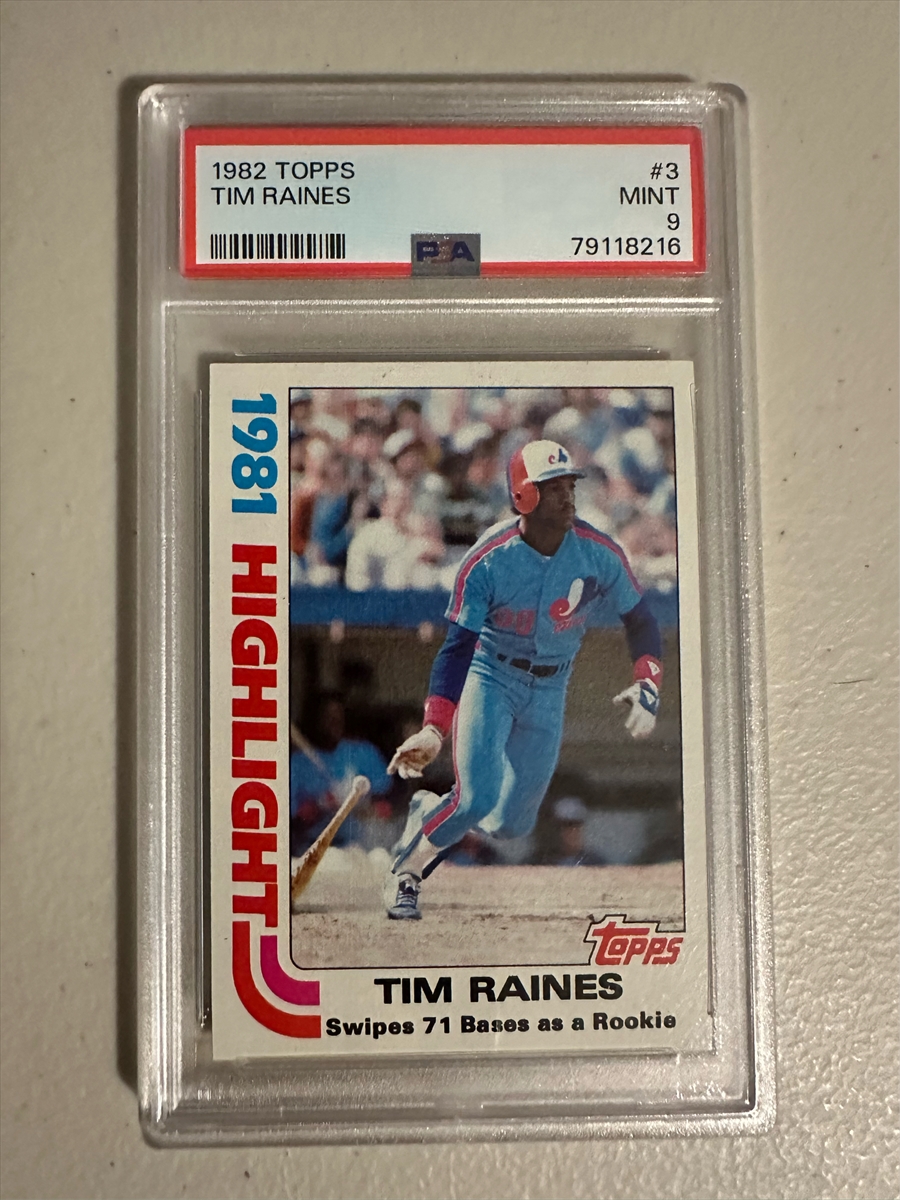 1982 TOPPS #3
TIM RAINES MINT
9
79118216
PSA
1981 HIGHLIGHT
TOPPS
TIM RAINES
Swipes 71 Bases as a Rookie